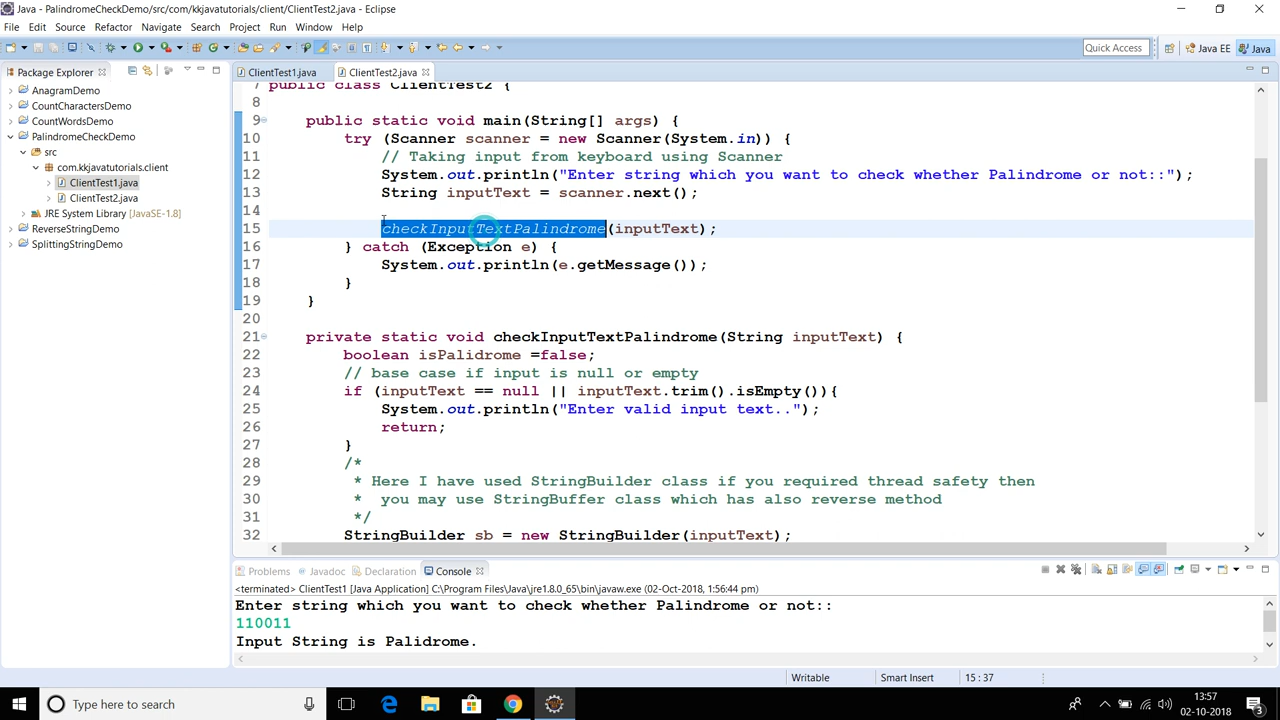 Java - PalindromeCheckDemo/src/com/kkjavatutorials/client/ClientTest2.java - Eclipse
File Edit Source Refactor Navigate Search Project Run Window Help
Quick Access Java EE Java
Package Explorer
AnagramDemo
CountCharactersDemo
CountWordsDemo
PalindromeCheckDemo
src
com.kkjavatutorials.client
ClientTest1.java
ClientTest2.java
JRE System Library [JavaSE-1.8]
ReverseStringDemo
SplittingStringDemo
ClientTest1.java ClientTest2.java
7 public class ClientTest2 {
8
9 public static void main(String[] args) {
10 try (Scanner scanner = new Scanner(System.in)) {
11 // Taking input from keyboard using Scanner
12 System.out.println("Enter string which you want to check whether Palindrome or not::");
13 String inputText = scanner.next();
14
15 checkInputTextPalindrome(inputText);
16 } catch (Exception e) {
17 System.out.println(e.getMessage());
18 }
19 }
20
21 private static void checkInputTextPalindrome(String inputText) {
22 boolean isPalidrome =false;
23 // base case if input is null or empty
24 if (inputText == null || inputText.trim().isEmpty()){
25 System.out.println("Enter valid input text..");
26 return;
27 }
28 /*
29 * Here I have used StringBuilder class if you required thread safety then
30 * you may use StringBuffer class which has also reverse method
31 */
32 StringBuilder sb = new StringBuilder(inputText);
Problems Javadoc Declaration Console
<terminated> ClientTest1 [Java Application] C:\Program Files\Java\jre1.8.0_65\bin\javaw.exe (02-Oct-2018, 1:56:44 pm)
Enter string which you want to check whether Palindrome or not::
110011
Input String is Palidrome.
Writable Smart Insert 15 : 37
Type here to search
13:57
02-10-2018
3